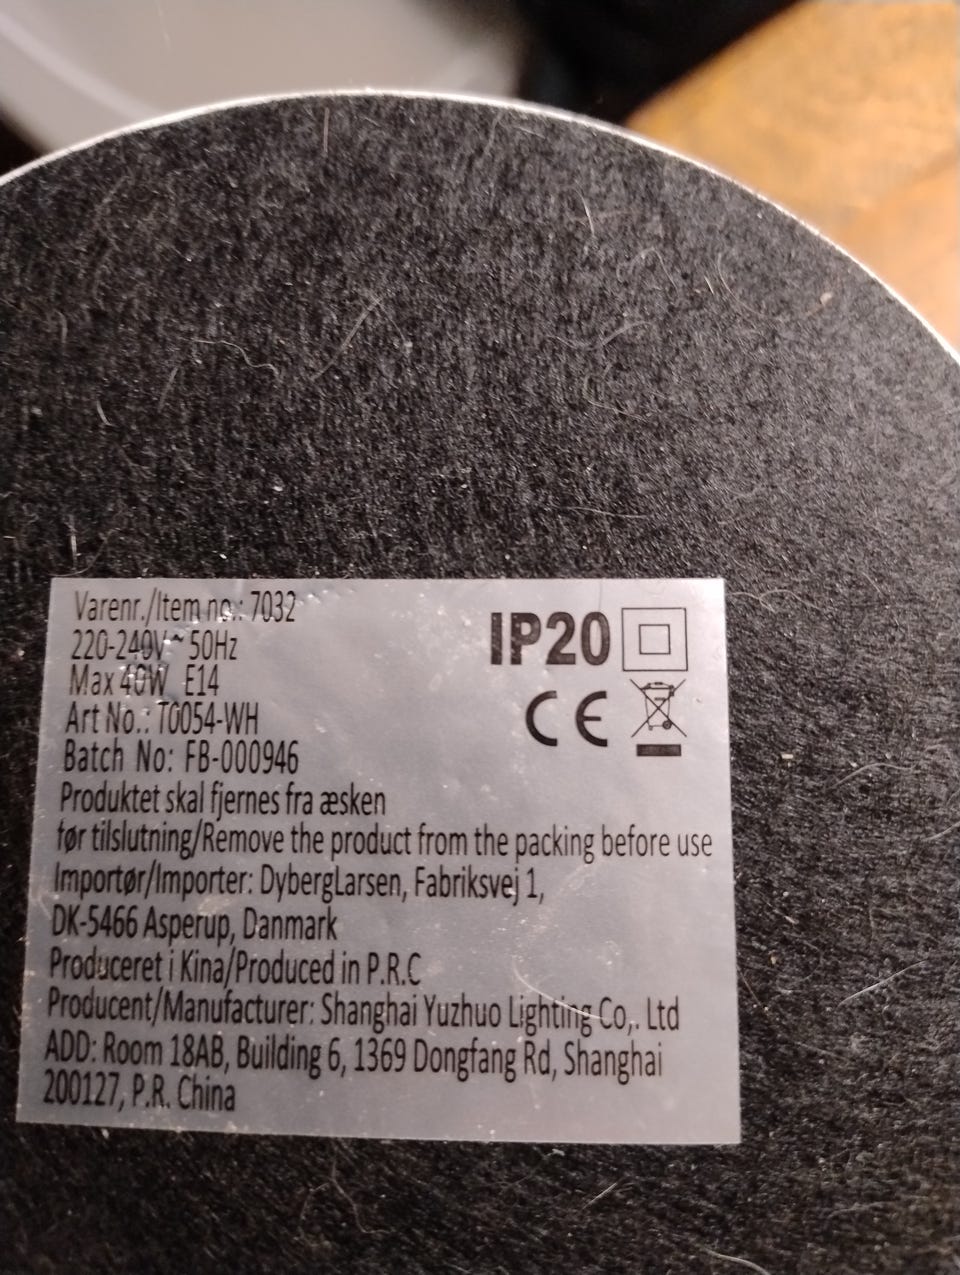 Varenr./Item no.: 7032
220-240V ~ 50Hz
Max 40W E14
Art No.: T0054-WH
Batch No: FB-000946
IP20
CE
Produktet skal fjernes fra æsken
før tilslutning/Remove the product from the packing before use
Importør/Importer: DybergLarsen, Fabriksvej 1,
DK-5466 Asperup, Danmark
Produceret i Kina/Produced in P.R.C
Producent/Manufacturer: Shanghai Yuzhuo Lighting Co,. Ltd
ADD: Room 18AB, Building 6, 1369 Dongfang Rd, Shanghai
200127, P.R. China